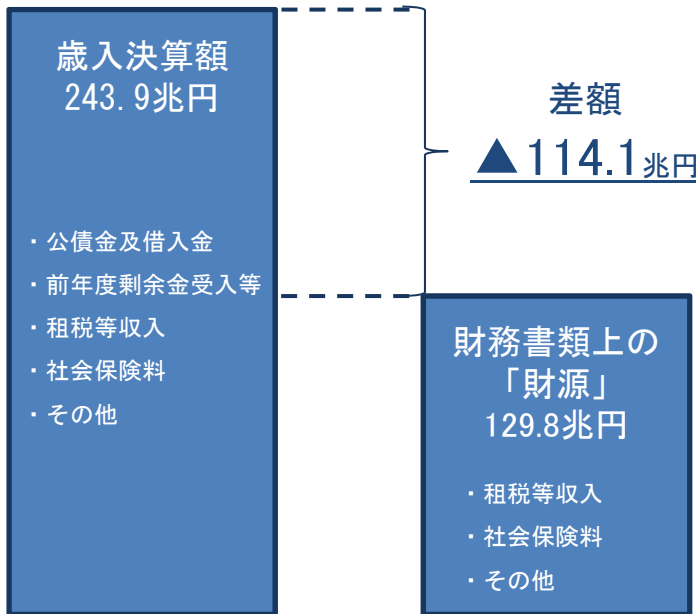 歳入決算額
243.9兆円
・公債金及借入金
・前年度剰余金受入等
・租税等収入
・社会保険料
・その他
差額
▲114.1兆円
財務書類上の
「財源」
129.8兆円
・租税等収入
・社会保険料
・その他